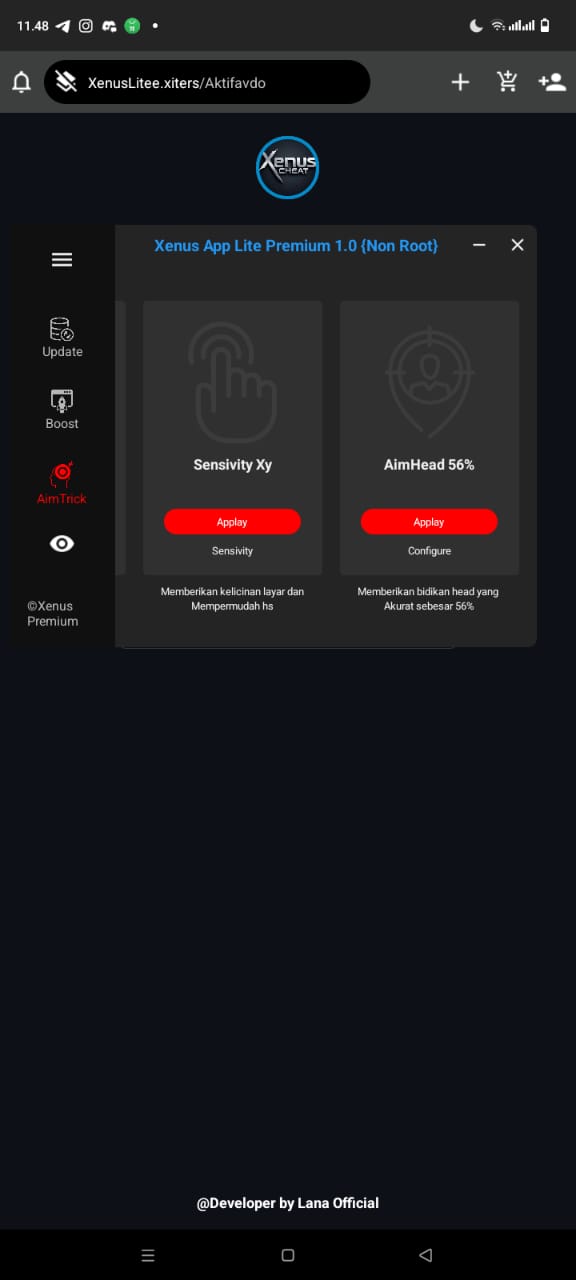 11.48
XenusLitee.xiters/Aktifavdo
Xenus
CHEAT
Xenus App Lite Premium 1.0 {Non Root}
Update
Boost
AimTrick
©Xenus
Premium
Sensivity Xy
Applay
Sensivity
Memberikan kelicinan layar dan
Mempermudah hs
AimHead 56%
Applay
Configure
Memberikan bidikan head yang
Akurat sebesar 56%
@Developer by Lana Official